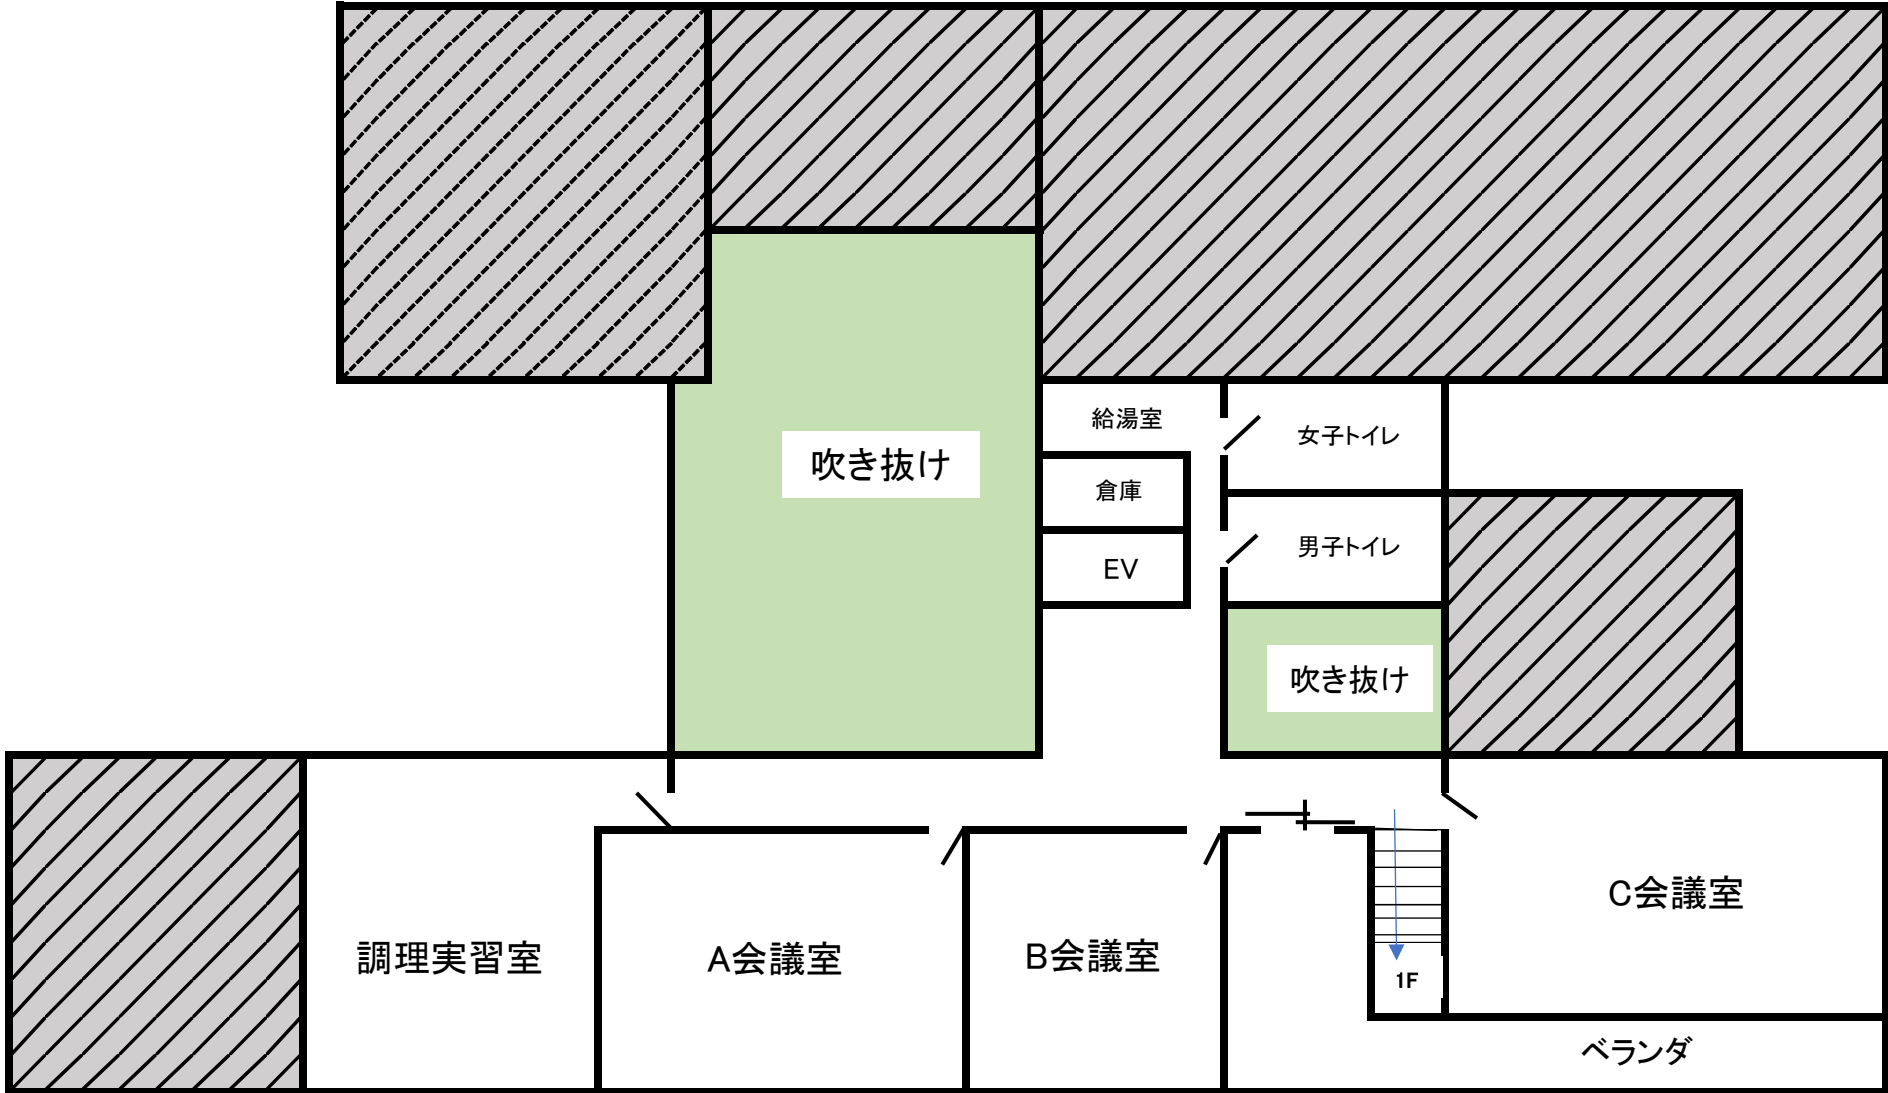 給湯室
女子トイレ
吹き抜け
倉庫
男子トイレ
EV
吹き抜け
C会議室
調理実習室
A会議室
B会議室
1F
ベランダ